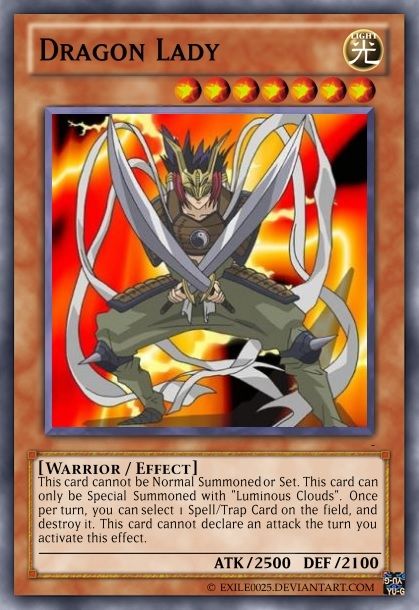 Dragon Lady
LIGHT
光
[Warrior / Effect]
This card cannot be Normal Summoned or Set. This card can
only be Special Summoned with "Luminous Clouds". Once
per turn, you can select 1 Spell/Trap Card on the field, and
destroy it. This card cannot declare an attack the turn you
activate this effect.
ATK/2500 DEF/2100
© EXILE0025.DEVIANTART.COM